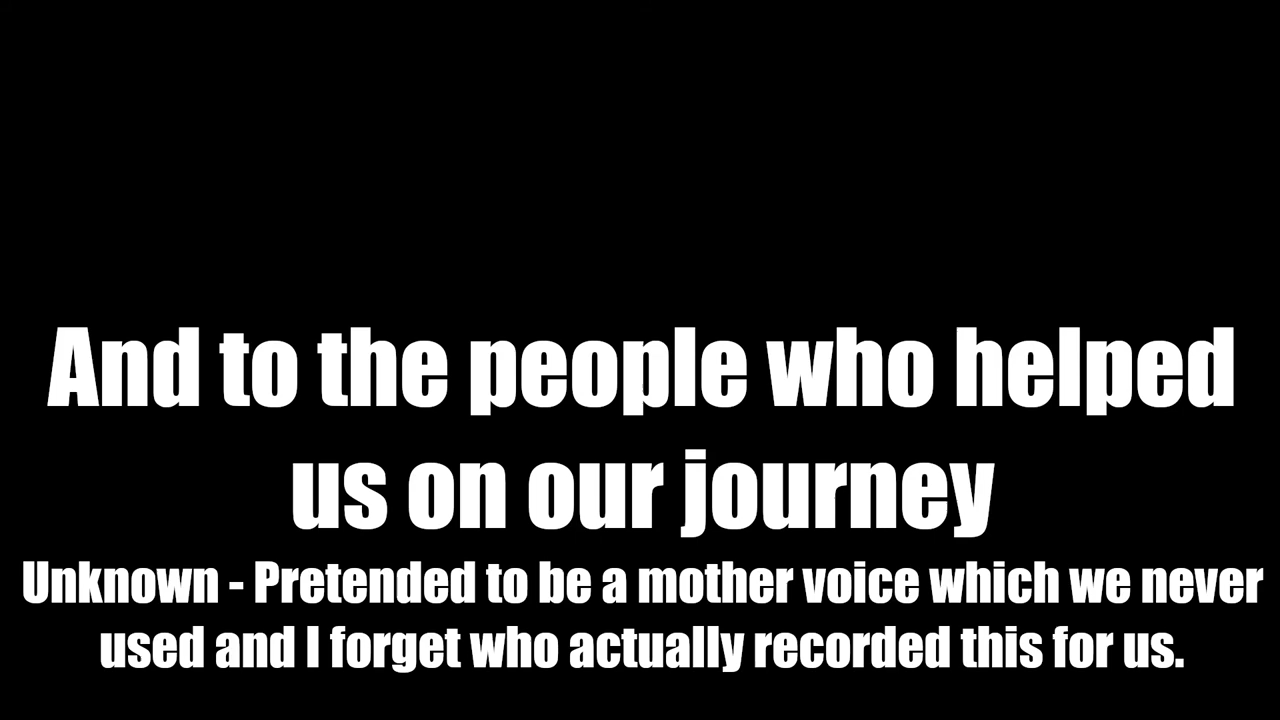 And to the people who helped
us on our journey
Unknown - Pretended to be a mother voice which we never
used and I forget who actually recorded this for us.